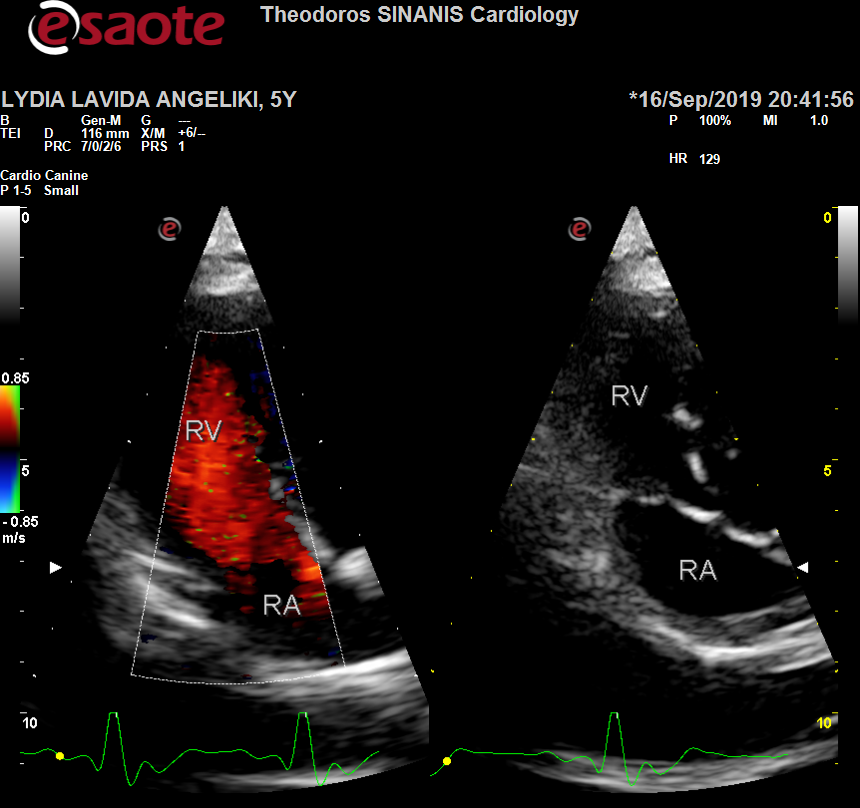 esaote
Theodoros SINANIS Cardiology
LYDIA LAVIDA ANGELIKI, 5Y
*16/Sep/2019 20:41:56
B Gen-M G ---
TEI D 116 mm X/M +6/--
PRC 7/0/2/6 PRS 1
P 100% MI 1.0
HR 129
Cardio Canine
P 1-5 Small
0
e
e
0
0.85
RV
RV
5
5
- 0.85
m/s
RA
RA
10
10